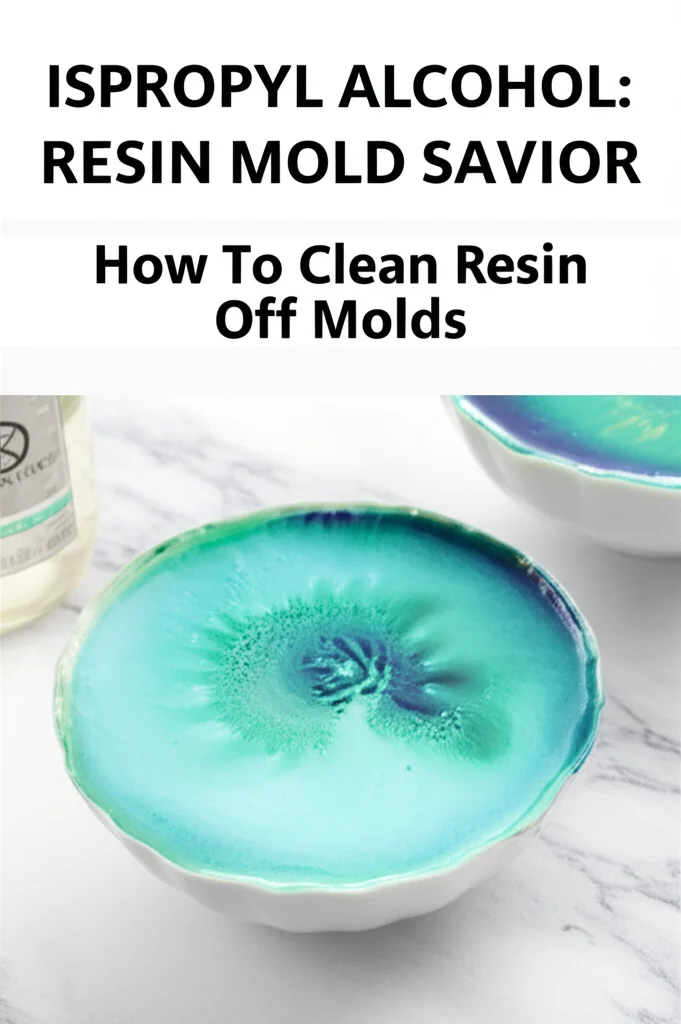 ISPROPYL ALCOHOL:
RESIN MOLD SAVIOR
How To Clean Resin
Off Molds